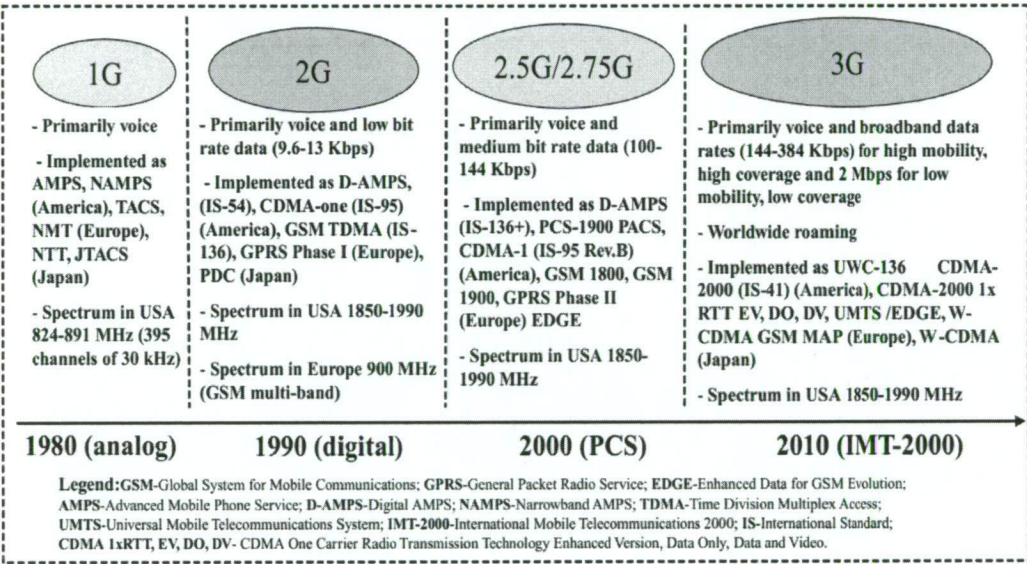 1G
- Primarily voice
- Implemented as
AMPS, NAMPS
(America), TACS,
NMT (Europe),
NTT, JTACS
(Japan)
- Spectrum in USA
824-891 MHz (395
channels of 30 kHz)
2G
- Primarily voice and low bit
rate data (9.6-13 Kbps)
- Implemented as D-AMPS,
(IS-54), CDMA-one (IS-95)
(America), GSM TDMA (IS-
136), GPRS Phase I (Europe),
PDC (Japan)
- Spectrum in USA 1850-1990
MHz
- Spectrum in Europe 900 MHz
(GSM multi-band)
2.5G/2.75G
- Primarily voice and
medium bit rate data (100-
144 Kbps)
- Implemented as D-AMPS
(IS-136+), PCS-1900 PACS,
CDMA-1 (IS-95 Rev.B)
(America), GSM 1800, GSM
1900, GPRS Phase II
(Europe) EDGE
- Spectrum in USA 1850-
1990 MHz
3G
- Primarily voice and broadband data
rates (144-384 Kbps) for high mobility,
high coverage and 2 Mbps for low
mobility, low coverage
- Worldwide roaming
- Implemented as UWC-136 CDMA-
2000 (IS-41) (America), CDMA-2000 1x
RTT EV, DO, DV, UMTS /EDGE, W-
CDMA GSM MAP (Europe), W-CDMA
(Japan)
- Spectrum in USA 1850-1990 MHz
1980 (analog) 1990 (digital) 2000 (PCS) 2010 (IMT-2000)
Legend:GSM-Global System for Mobile Communications; GPRS-General Packet Radio Service; EDGE-Enhanced Data for GSM Evolution;
AMPS-Advanced Mobile Phone Service; D-AMPS-Digital AMPS; NAMPS-Narrowband AMPS; TDMA-Time Division Multiplex Access;
UMTS-Universal Mobile Telecommunications System; IMT-2000-International Mobile Telecommunications 2000; IS-International Standard;
CDMA 1xRTT, EV, DO, DV- CDMA One Carrier Radio Transmission Technology Enhanced Version, Data Only, Data and Video.